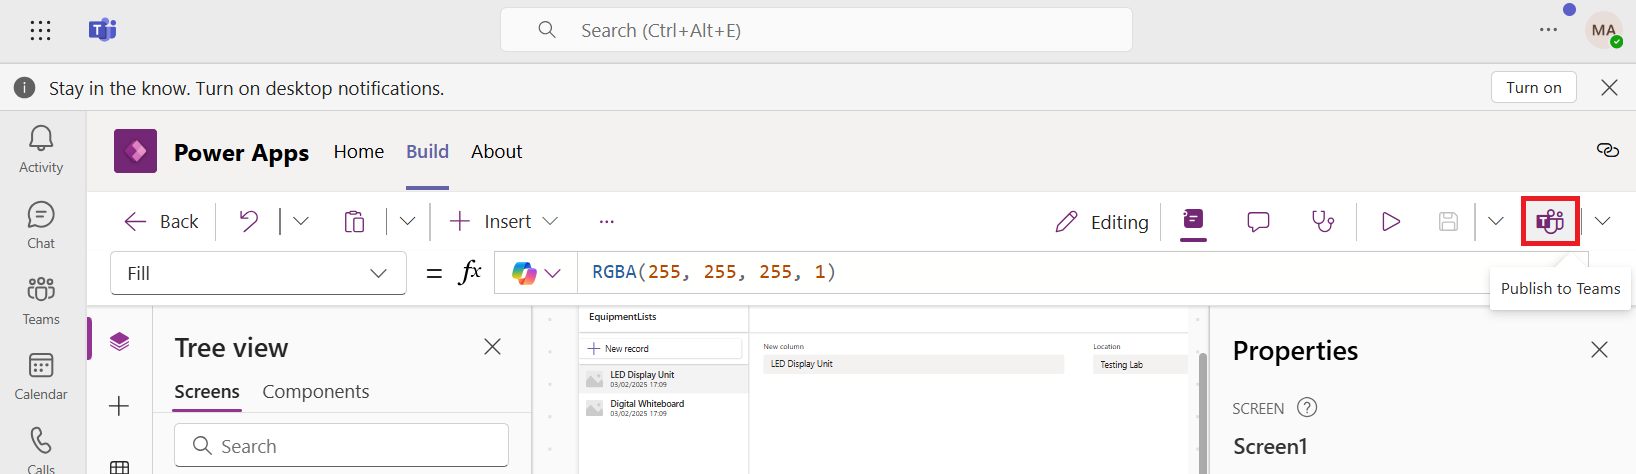 Search (Ctrl+Alt+E)
MA
Stay in the know. Turn on desktop notifications.
Turn on
Activity
Chat
Teams
Calendar
Calls
Power Apps
Home
Build
About
Back
Insert
Editing
Fill
= fx
RGBA(255, 255, 255, 1)
Publish to Teams
Tree view
Screens
Components
Search
EquipmentLists
New record
LED Display Unit
03/02/2025 17:09
Digital Whiteboard
03/02/2025 17:09
New column
LED Display Unit
Location
Testing Lab
Properties
SCREEN
Screen1